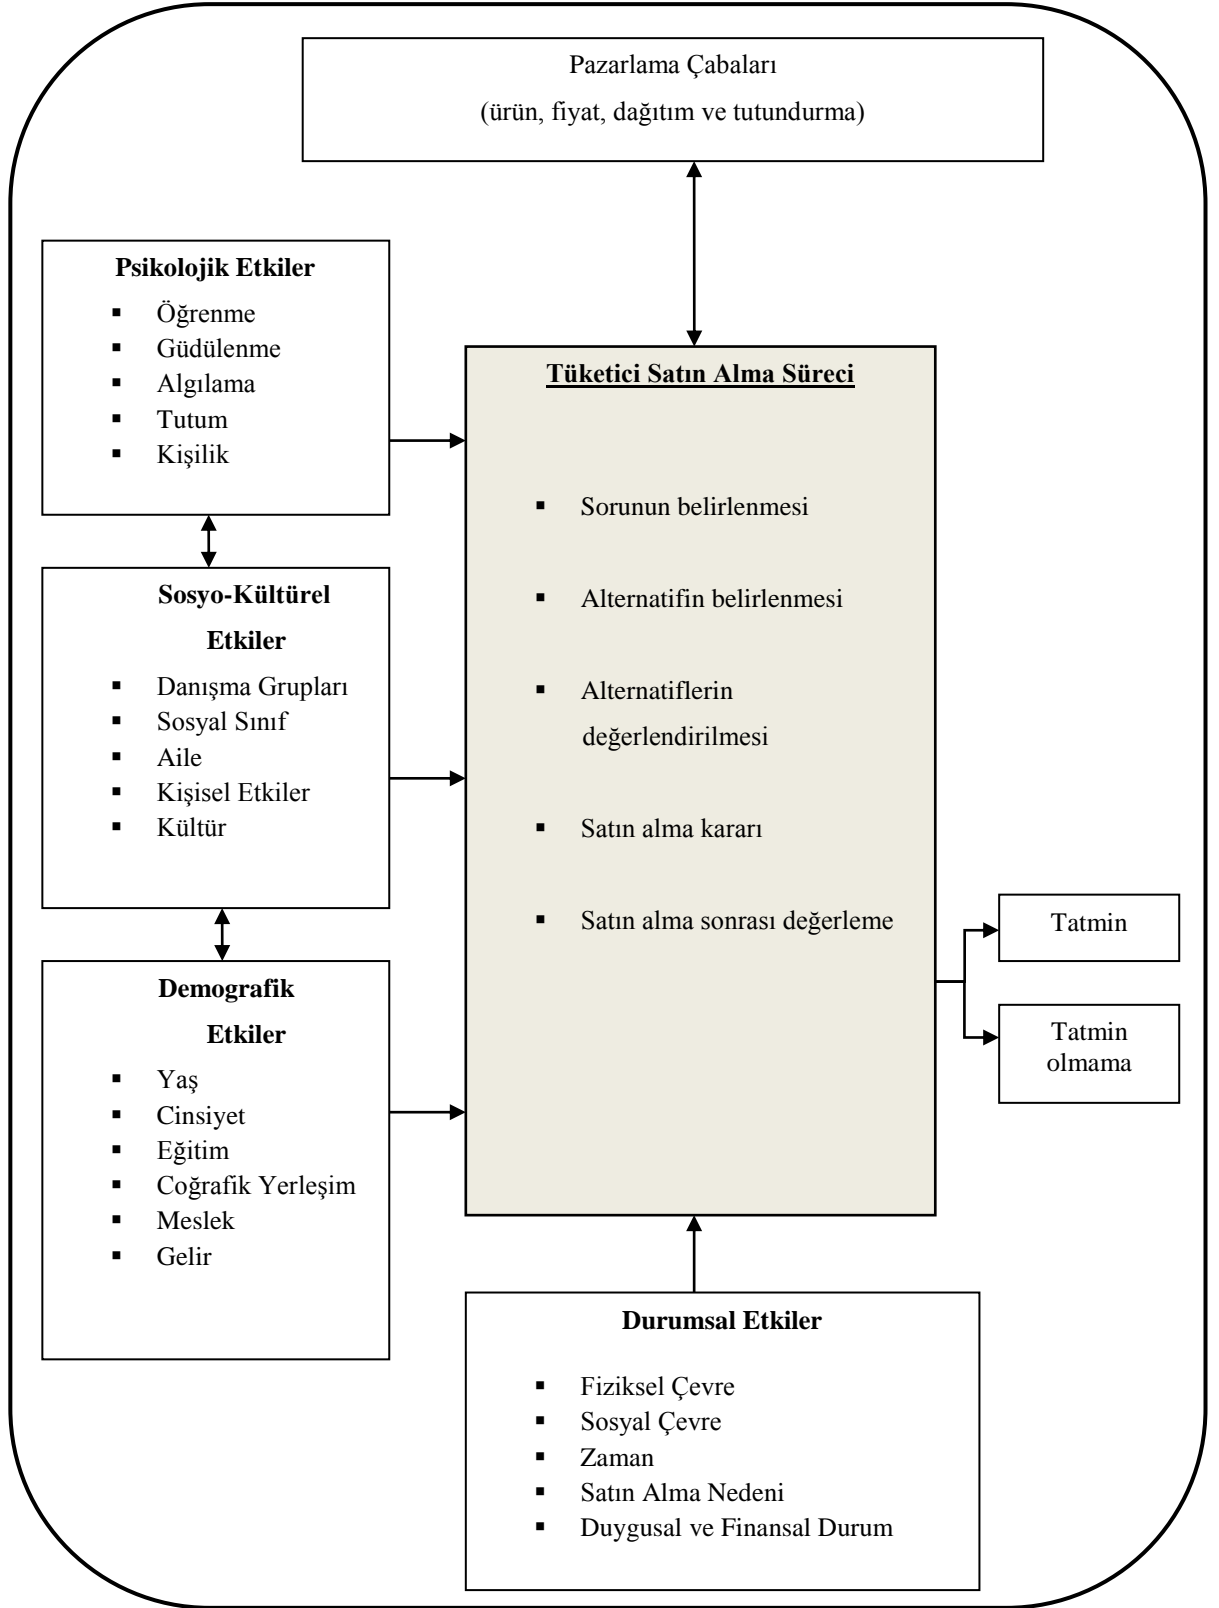 Pazarlama Çabaları
(ürün, fiyat, dağıtım ve tutundurma)
Psikolojik Etkiler
▪ Öğrenme
▪ Güdülenme
▪ Algılama
▪ Tutum
▪ Kişilik
Sosyo-Kültürel
Etkiler
▪ Danışma Grupları
▪ Sosyal Sınıf
▪ Aile
▪ Kişisel Etkiler
▪ Kültür
Demografik
Etkiler
▪ Yaş
▪ Cinsiyet
▪ Eğitim
▪ Coğrafik Yerleşim
▪ Meslek
▪ Gelir
Tüketici Satın Alma Süreci
▪ Sorunun belirlenmesi
▪ Alternatifin belirlenmesi
▪ Alternatiflerin
değerlendirilmesi
▪ Satın alma kararı
▪ Satın alma sonrası değerleme
Tatmin
Tatmin
olmama
Durumsal Etkiler
▪ Fiziksel Çevre
▪ Sosyal Çevre
▪ Zaman
▪ Satın Alma Nedeni
▪ Duygusal ve Finansal Durum